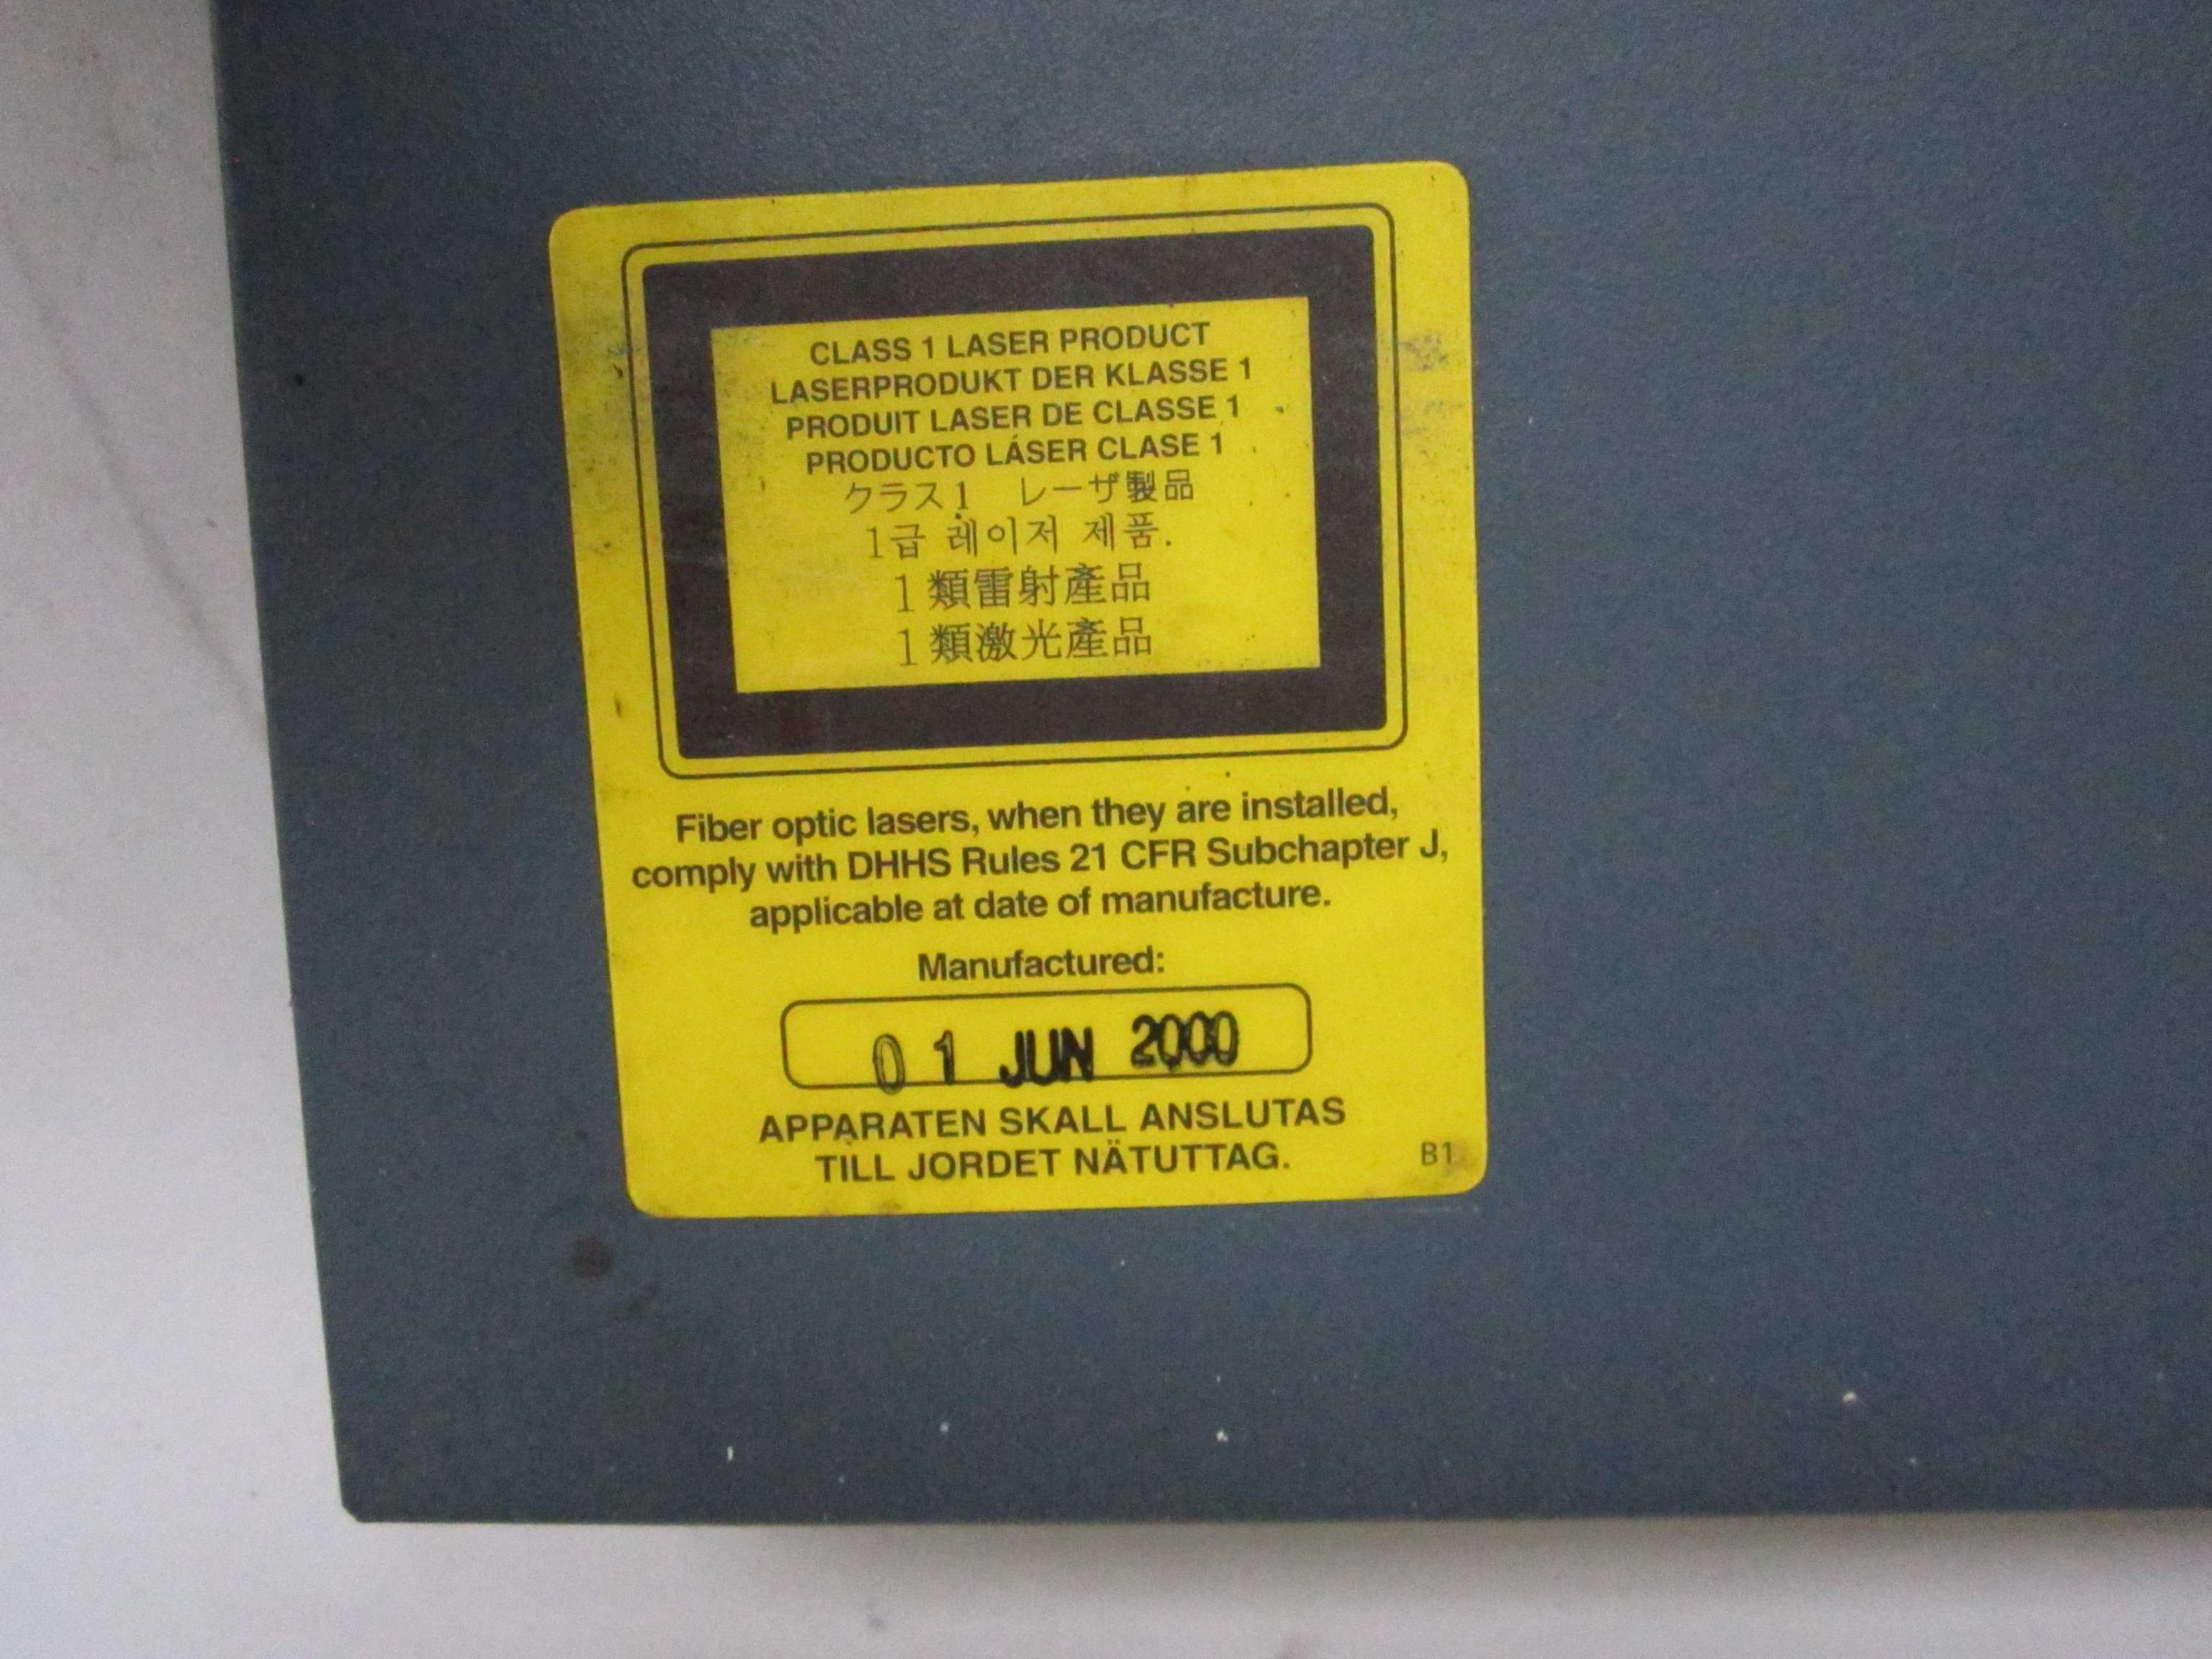 CLASS 1 LASER PRODUCT
LASERPRODUKT DER KLASSE 1
PRODUIT LASER DE CLASSE 1
PRODUCTO LÁSER CLASE 1
クラス1　レーザ製品
1급 레이저 제품.
1類雷射產品
1類激光產品
Fiber optic lasers, when they are installed,
comply with DHHS Rules 21 CFR Subchapter J,
applicable at date of manufacture.
Manufactured:
01 JUN 2000
APPARATEN SKALL ANSLUTAS
TILL JORDET NÄTUTTAG.
B1